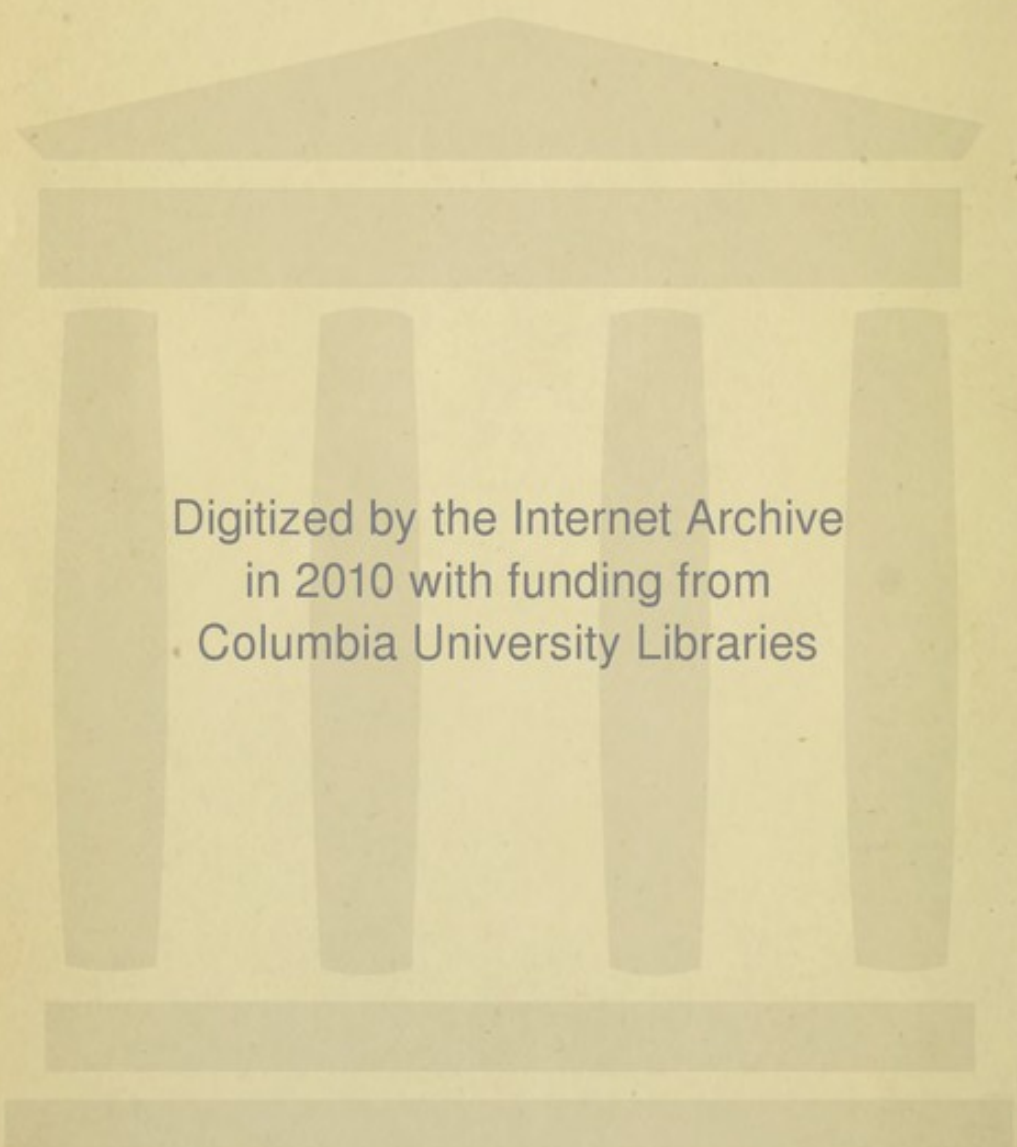 Digitized by the Internet Archive
in 2010 with funding from
Columbia University Libraries